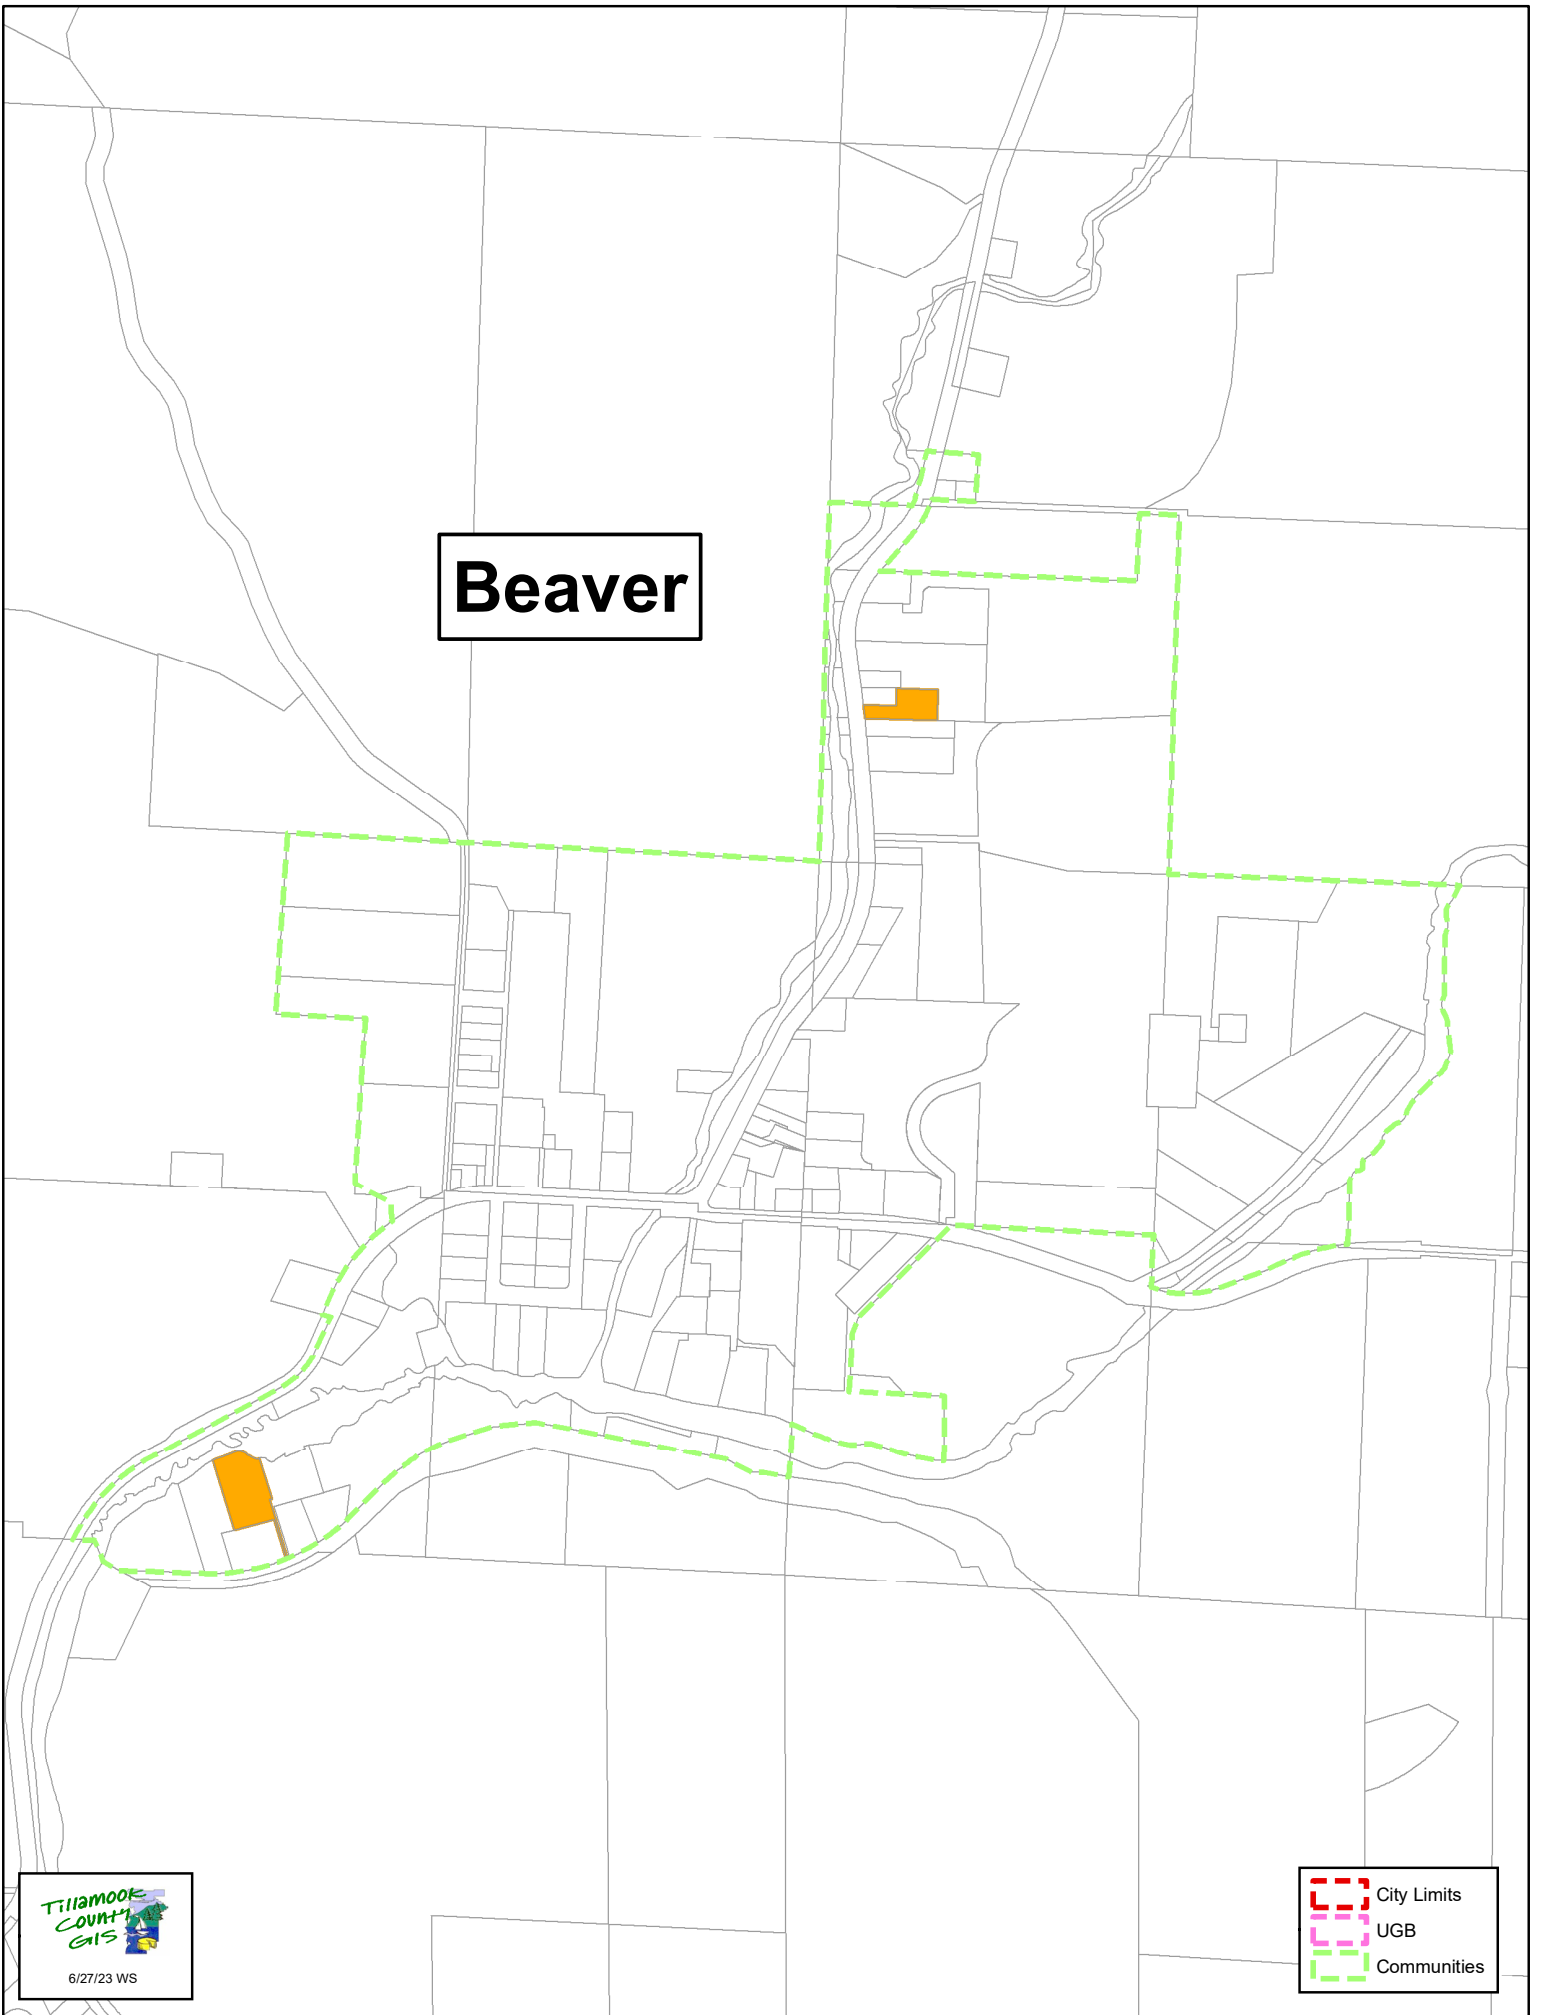 Beaver
Tillamook
County
GIS
6/27/23 WS
City Limits
UGB
Communities